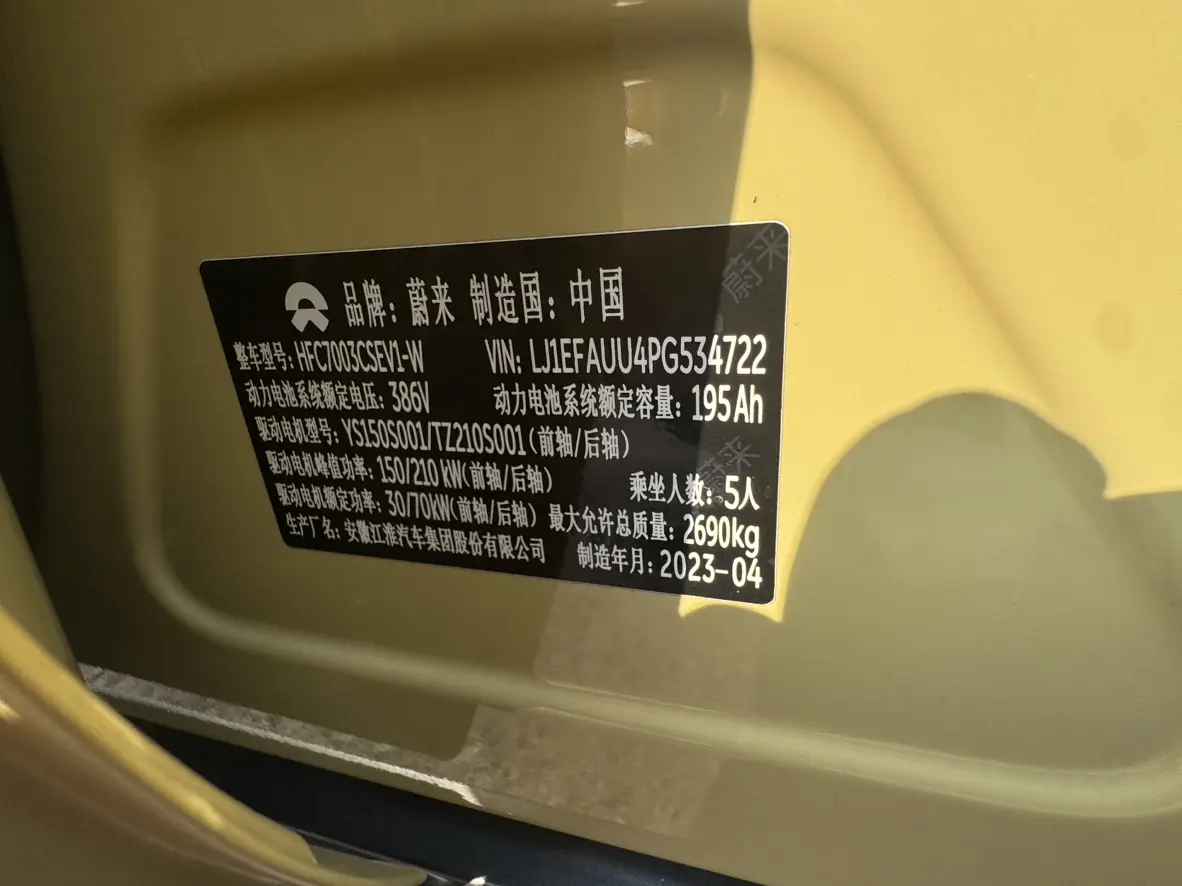 品牌：蔚来 制造国：中国
整车型号：HFC7003CSEV1-W VIN: LJ1EFAUU4PG534722
动力电池系统额定电压：386V 动力电池系统额定容量：195Ah
驱动电机型号：YS150S001/TZ210S001(前轴/后轴)
驱动电机峰值功率：150/210 kW(前轴/后轴) 乘坐人数：5人
驱动电机额定功率：30/70kW(前轴/后轴) 最大允许总质量：2690kg
生产厂名：安徽江淮汽车集团股份有限公司 制造年月：2023-04
蔚来
蔚来